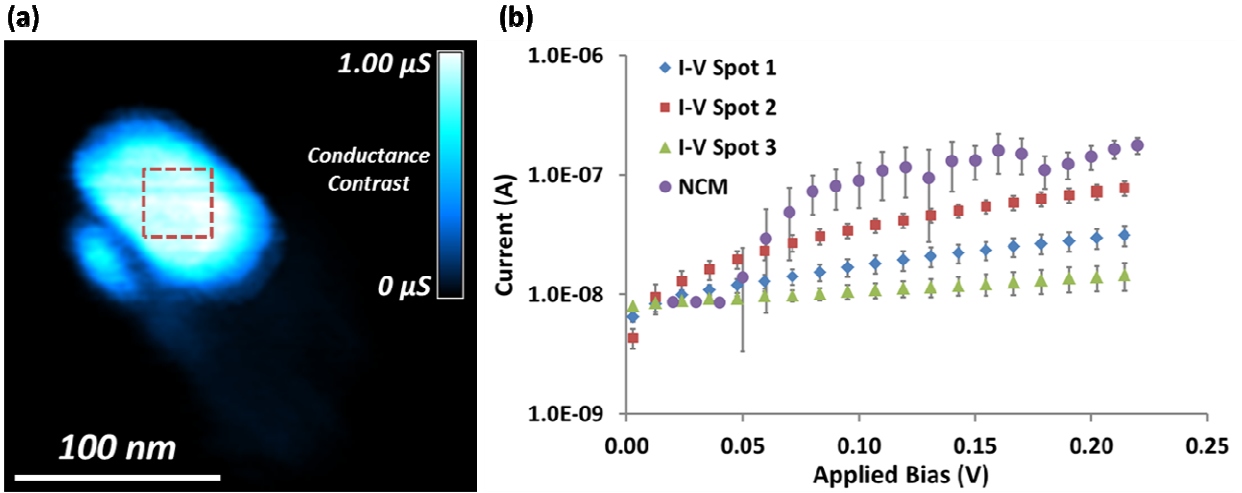 (a)
1.00 µS
Conductance
Contrast
0 µS
100 nm
(b)
1.0E-06
1.0E-07
1.0E-08
1.0E-09
Current (A)
I-V Spot 1
I-V Spot 2
I-V Spot 3
NCM
0.00 0.05 0.10 0.15 0.20 0.25
Applied Bias (V)